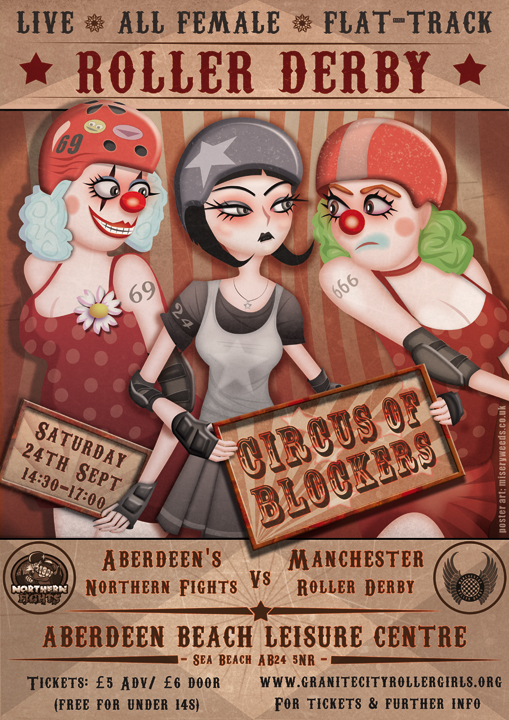 LIVE ALL FEMALE FLAT-TRACK
ROLLER DERBY
69
69
24
666
SATURDAY
24TH SEPT
14:30-17:00
CIRCUS OF
BLOCKERS
poster art: miseryweeds.co.uk
ABERDEEN'S
NORTHERN FIGHTS
VS
MANCHESTER
ROLLER DERBY
NORTHERN
FIGHTS
ABERDEEN BEACH LEISURE CENTRE
- SEA BEACH AB24 5NR -
TICKETS: £5 ADV/ £6 DOOR
(FREE FOR UNDER 14S)
WWW.GRANITECITYROLLERGIRLS.ORG
FOR TICKETS & FURTHER INFO